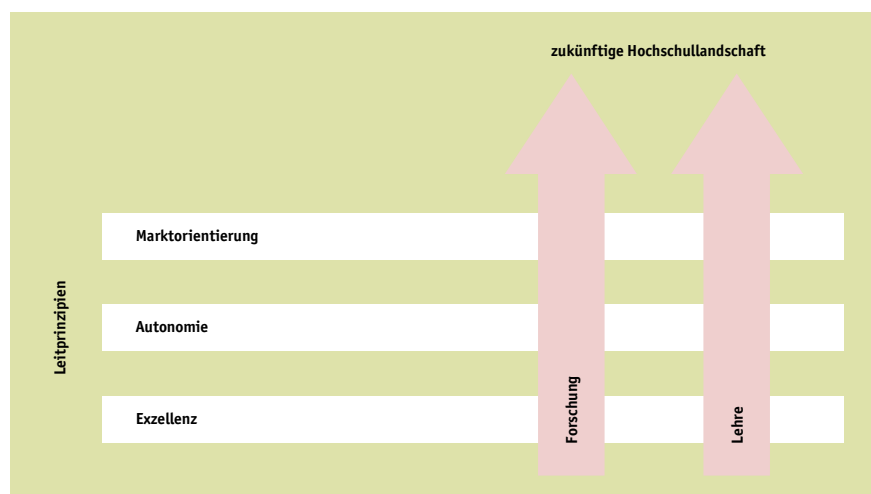 zukünftige Hochschullandschaft
Marktorientierung
Leitprinzipien
Autonomie
Exzellenz
Forschung
Lehre